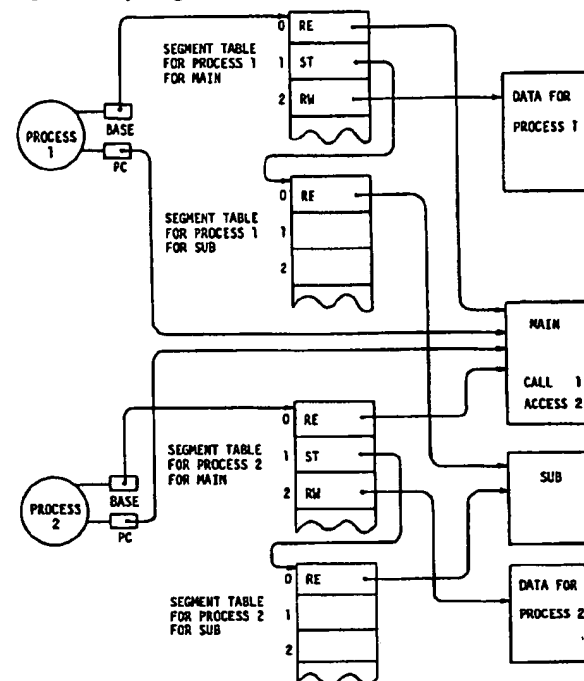 0 RE
SEGMENT TABLE
FOR PROCESS 1
FOR MAIN
1 ST
2 RW
DATA FOR
PROCESS 1
PROCESS
1
BASE
PC
0 RE
SEGMENT TABLE
FOR PROCESS 1
FOR SUB
1
2
MAIN
CALL 1
ACCESS 2
0 RE
SEGMENT TABLE
FOR PROCESS 2
FOR MAIN
1 ST
2 RW
SUB
PROCESS
2
BASE
PC
0 RE
DATA FOR
PROCESS 2
SEGMENT TABLE
FOR PROCESS 2
FOR SUB
1
2